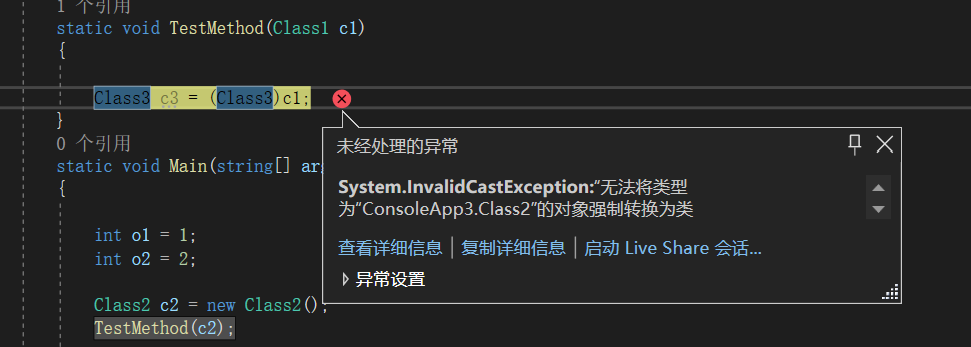 1 个引用
static void TestMethod(Class1 c1)
{
Class3 c3 = (Class3)c1;
}
0 个引用
static void Main(string[] ar
{
int o1 = 1;
int o2 = 2;
Class2 c2 = new Class2();
TestMethod(c2);
未经处理的异常
System.InvalidCastException:“无法将类型
为“ConsoleApp3.Class2”的对象强制转换为类
查看详细信息 | 复制详细信息 | 启动 Live Share 会话...
异常设置